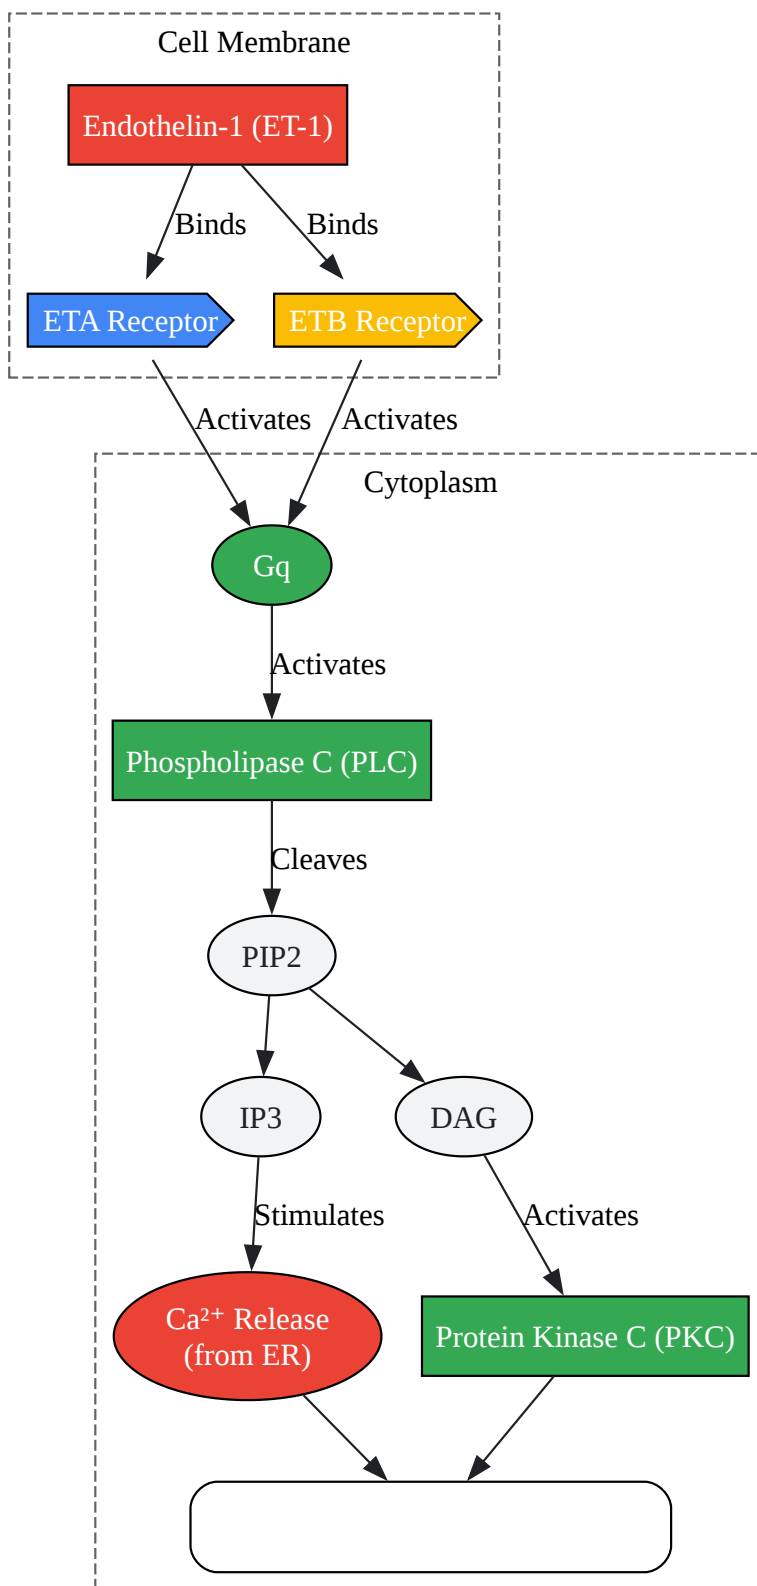 Cell Membrane
Endothelin-1 (ET-1)
Binds
Binds
ETA Receptor
ETB Receptor
Activates
Activates
Cytoplasm
Gq
Activates
Phospholipase C (PLC)
Cleaves
PIP2
IP3
DAG
Stimulates
Activates
Ca²⁺ Release
(from ER)
Protein Kinase C (PKC)